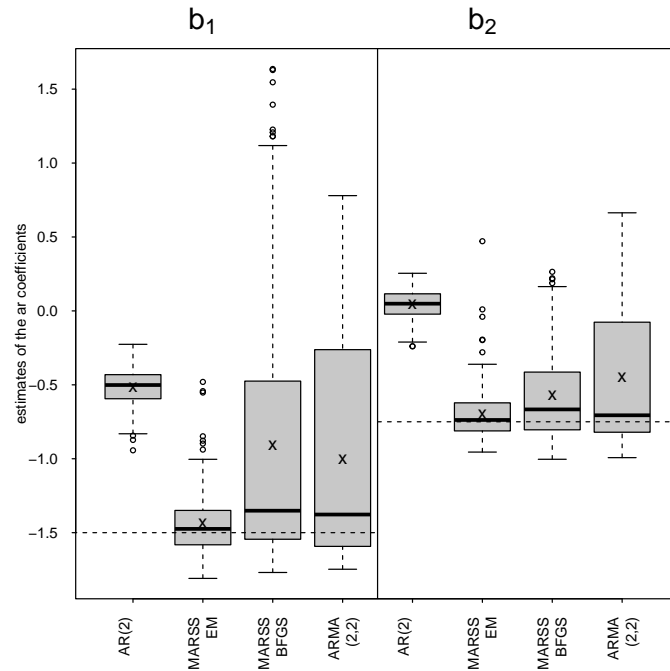 b1
b2
estimates of the ar coefficients
1.5
1.0
0.5
0.0
−0.5
−1.0
−1.5
x
x
x
x
x
x
x
x
AR(2)
MARSS
EM
MARSS
BFGS
ARMA
(2,2)
AR(2)
MARSS
EM
MARSS
BFGS
ARMA
(2,2)